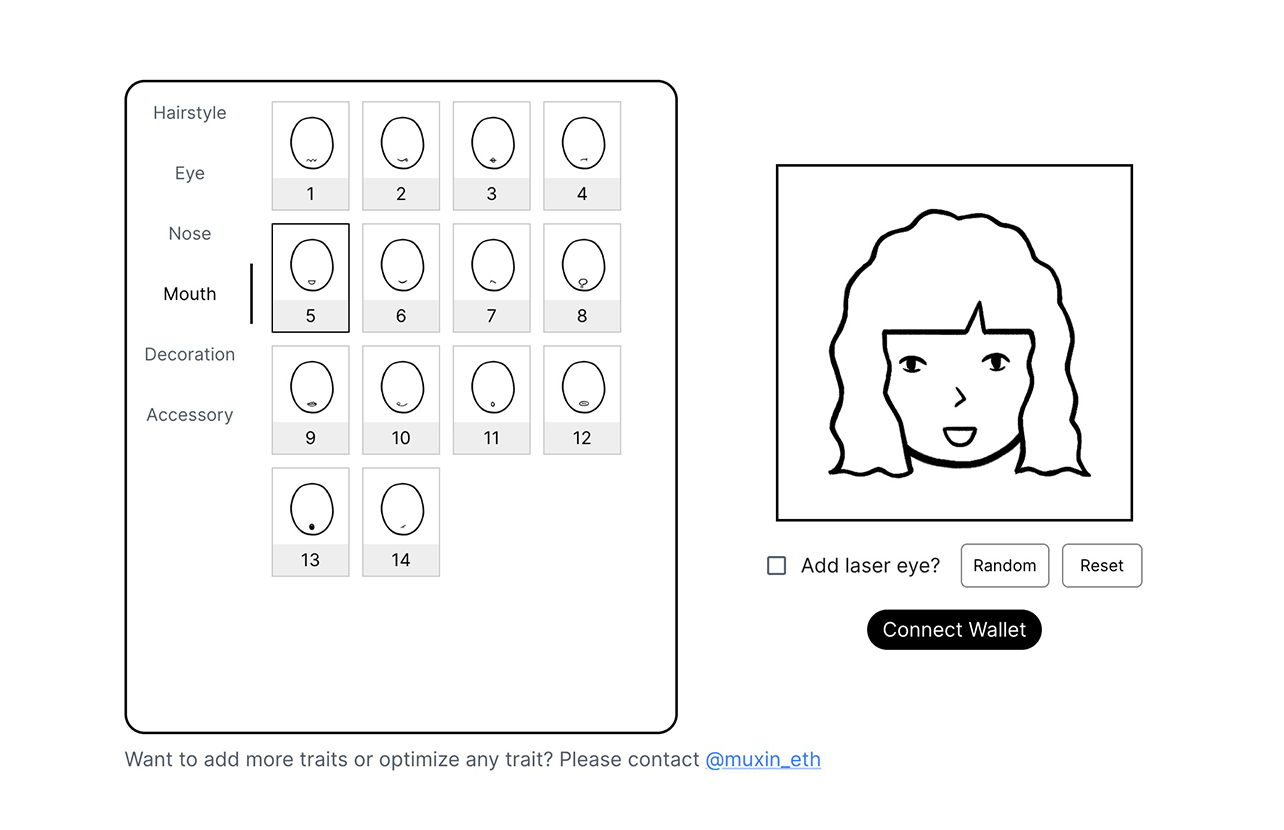 Hairstyle
Eye
Nose
Mouth
Decoration
Accessory
1 2 3 4
5 6 7 8
9 10 11 12
13 14
Add laser eye? Random Reset
Connect Wallet
Want to add more traits or optimize any trait? Please contact @muxin_eth